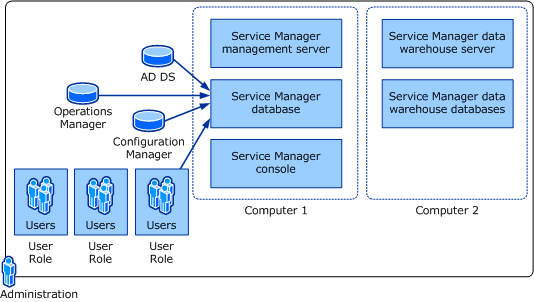 Service Manager
management server
Service Manager data
warehouse server
AD DS
Operations
Manager
Service Manager
database
Service Manager data
warehouse databases
Configuration
Manager
Service Manager
console
Users
Users
Users
Computer 1
Computer 2
User
Role
User
Role
User
Role
Administration